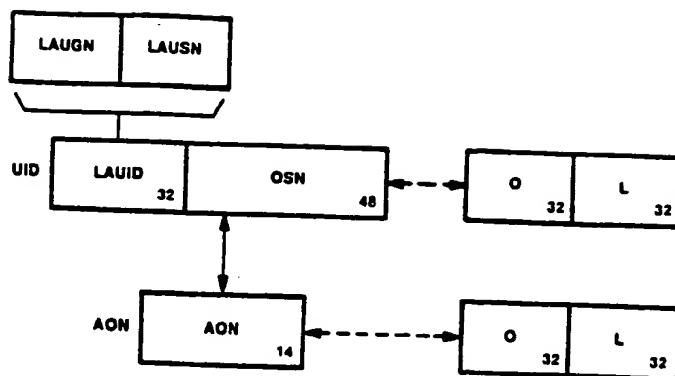 LAUGN LAUSN
UID LAUID 32 OSN 48 O 32 L 32
AON AON 14 O 32 L 32